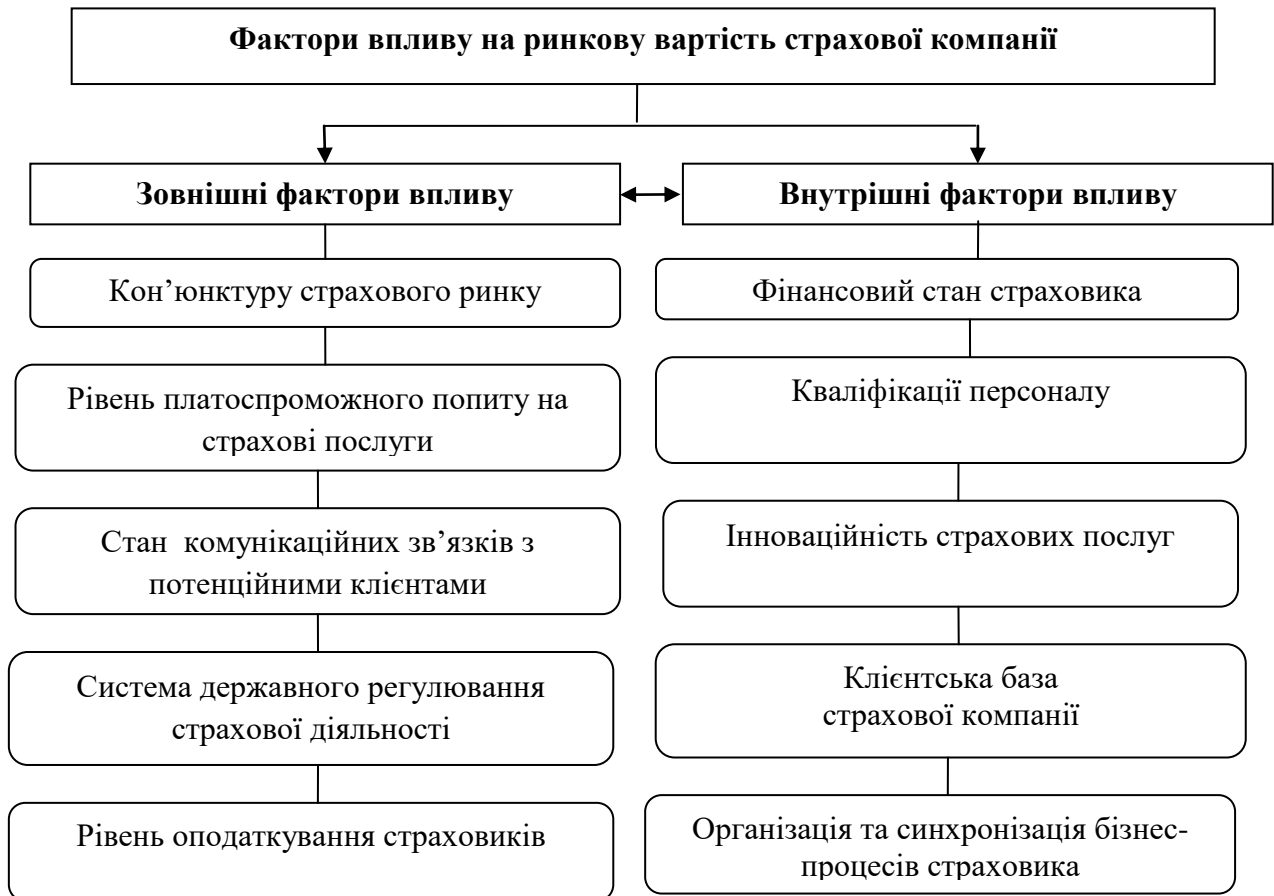 Фактори впливу на ринкову вартість страхової компанії
Зовнішні фактори впливу
Внутрішні фактори впливу
Кон’юнктуру страхового ринку
Рівень платоспроможного попиту на
страхові послуги
Стан комунікаційних зв’язків з
потенційними клієнтами
Система державного регулювання
страхової діяльності
Рівень оподаткування страховиків
Фінансовий стан страховика
Кваліфікації персоналу
Інноваційність страхових послуг
Клієнтська база
страхової компанії
Організація та синхронізація бізнес-
процесів страховика